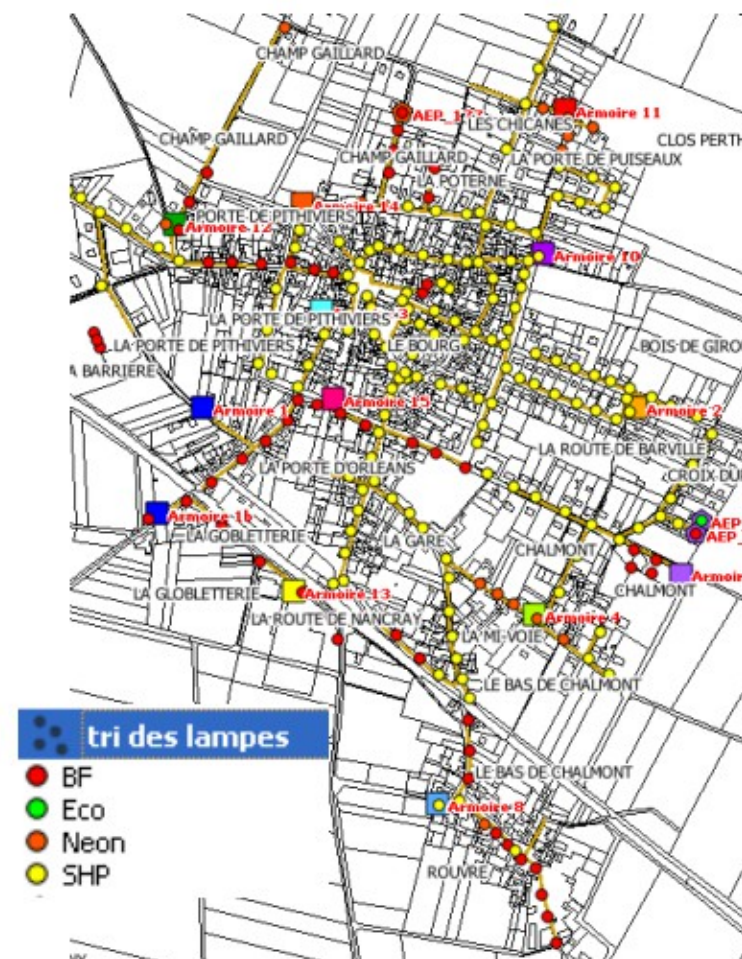 CHAMP GAILLARD
AEP_177
Armoire 11
LES CHICANES
CLOS PERTH
CHAMP GAILLARD
CHAMP GAILLARD
LA PORTE DE PUISEAUX
LA POTERNE
PORTE DE PITHIVIERS
Armoire 14
Armoire 12
Armoire 10
LA PORTE DE PITHIVIERS
3
LA PORTE DE PITHIVIERS
LE BOURG
BOIS DE GIROU
A BARRIERE
Armoire 1
Armoire 15
Armoire 2
LA ROUTE DE BARVILLE
LA PORTE D'ORLEANS
CROIX DU
Armoire 1b
LA GOBLETTERIE
LA GARE
AEP
AEP_
CHALMONT
Armoire
LA GLOBLETTERIE
Armoire 13
CHALMONT
LA ROUTE DE NANCRAY
Armoire 4
LA MI-VOIE
LE BAS DE CHALMONT
tri des lampes
BF
LE BAS DE CHALMONT
Eco
Armoire 8
Neon
SHP
ROUVRE